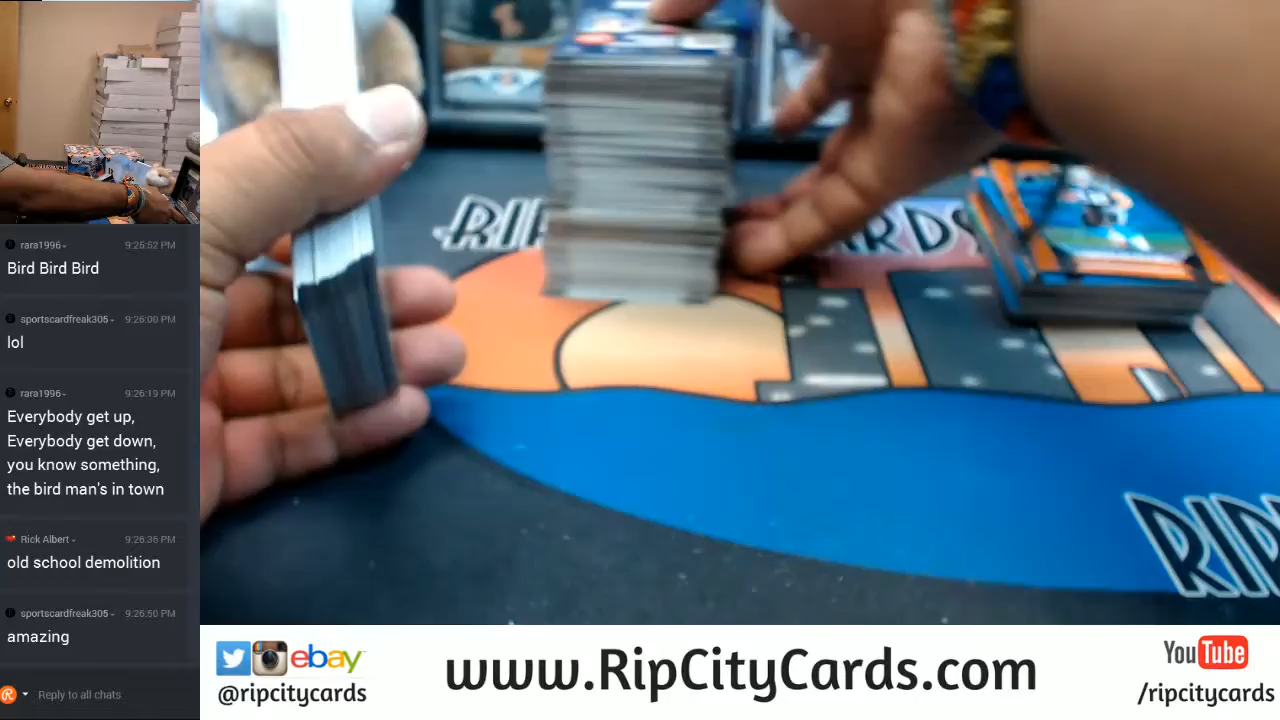 rara1996
9:25:52 PM
Bird Bird Bird
sportscardfreak305
9:26:00 PM
lol
rara1996
9:26:19 PM
Everybody get up,
Everybody get down,
you know something,
the bird man's in town
Rick Albert
9:26:36 PM
old school demolition
sportscardfreak305
9:26:50 PM
amazing
Reply to all chats
ebay
@ripcitycards
www.RipCityCards.com
YouTube
/ripcitycards